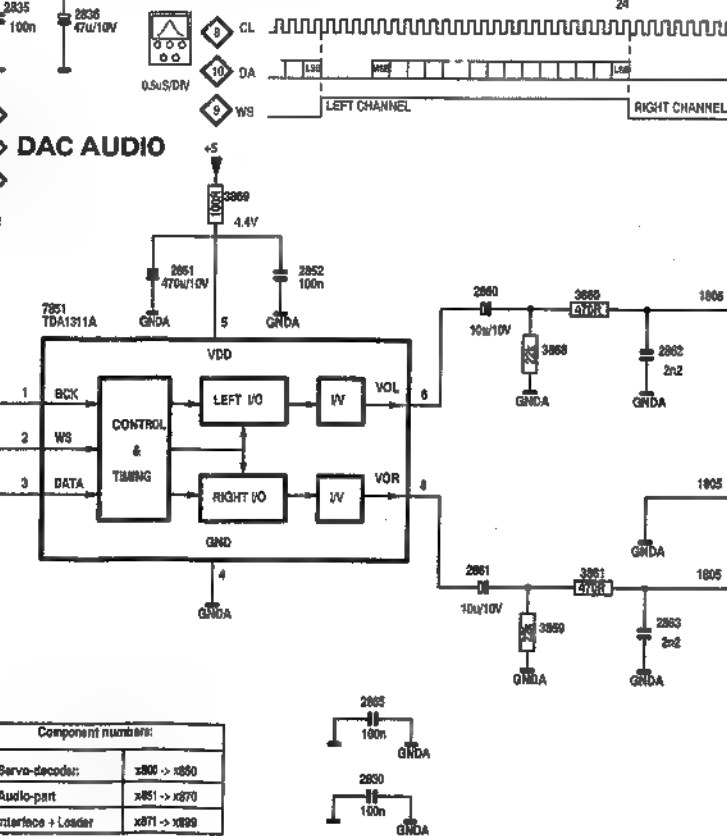 2835
100n
2836
47u/10V
0.5uS/DIV
8 CL
24
10 DA
LSB MSB LSB
9 WS
LEFT CHANNEL RIGHT CHANNEL
DAC AUDIO
+5
3869
100R
4.4V
2851
470u/10V
2852
100n
GNDA
GNDA
7851
TDA1311A
5
VDD
1 BCK
2 WS
3 DATA
CONTROL
&
TIMING
LEFT I/O
I/V
VOL
6
RIGHT I/O
I/V
VOR
8
GND
4
GNDA
2860
10u/10V
3868
22k
GNDA
470R
1805
2862
2n2
GNDA
1805
GNDA
2861
10u/10V
3859
GNDA
3861
470R
1805
2863
2n2
GNDA
2865
100n
GNDA
2830
100n
GNDA
Component numbers:
Servo-decoder: x800 -> x850
Audio-part x851 -> x870
Interface + Loader x871 -> x899